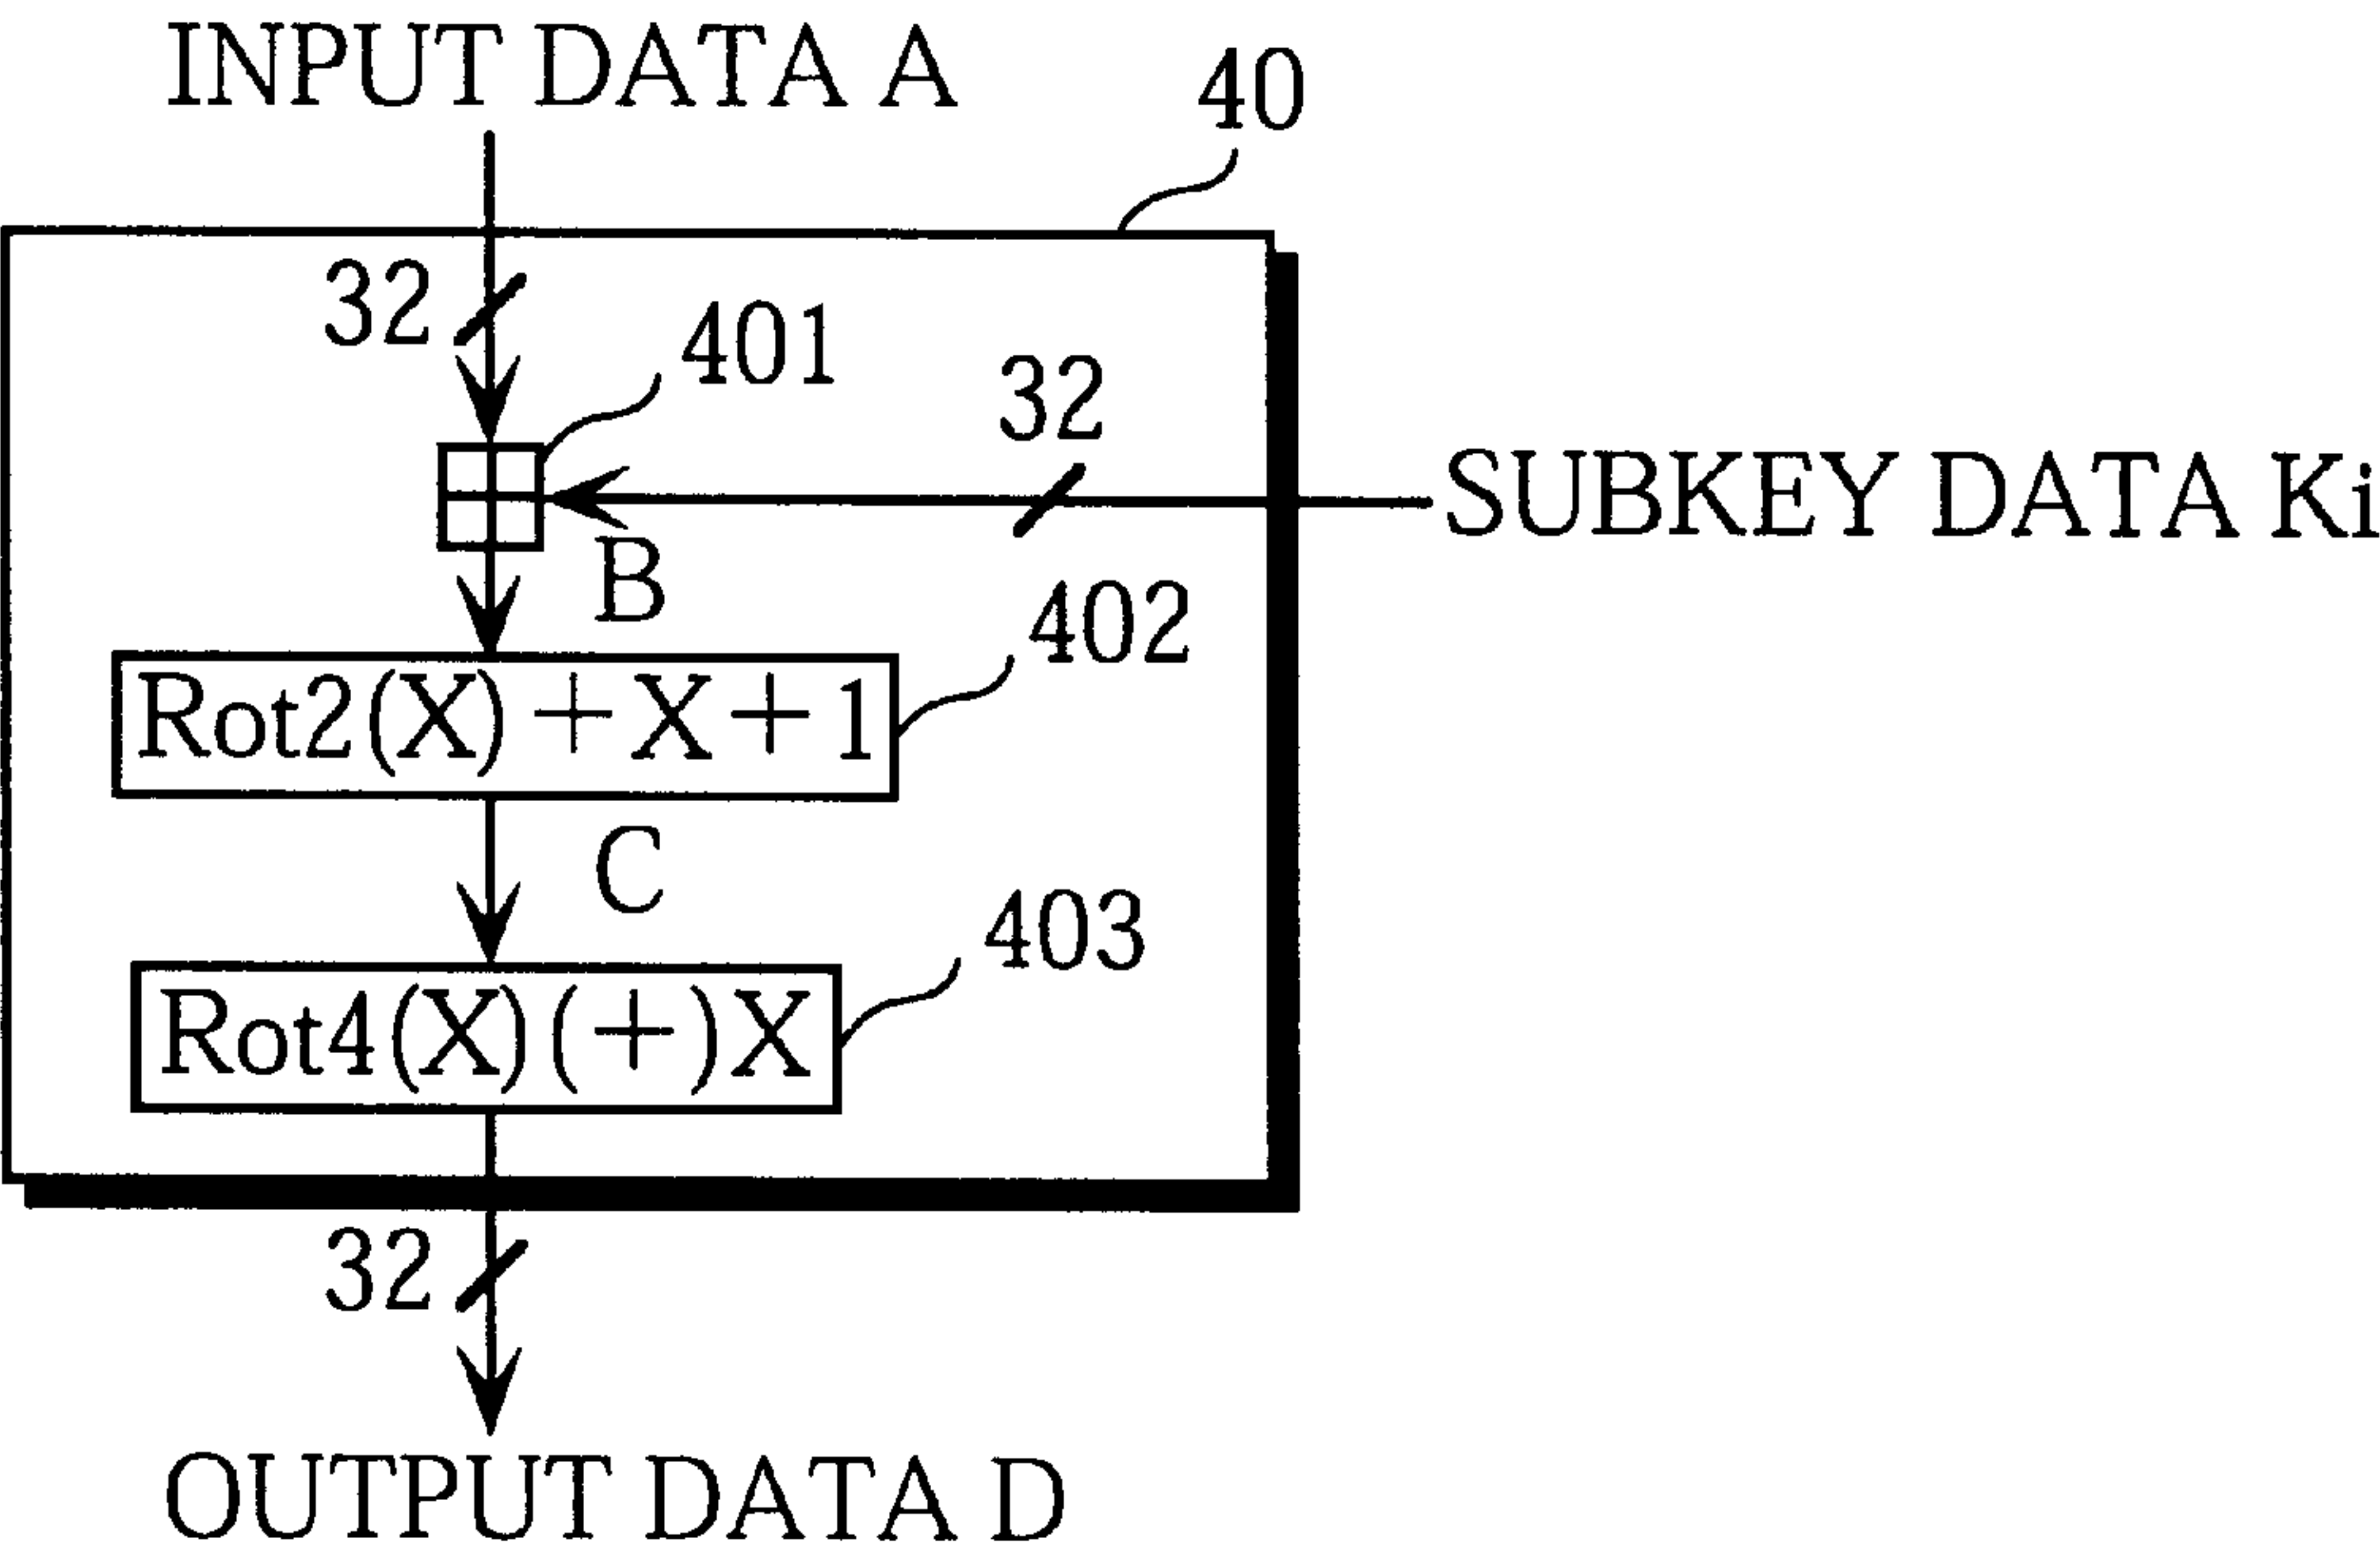 INPUT DATA A
40
32
401
32
SUBKEY DATA Ki
B
402
Rot2(X)+X+1
C
403
Rot4(X)(+)X
32
OUTPUT DATA D